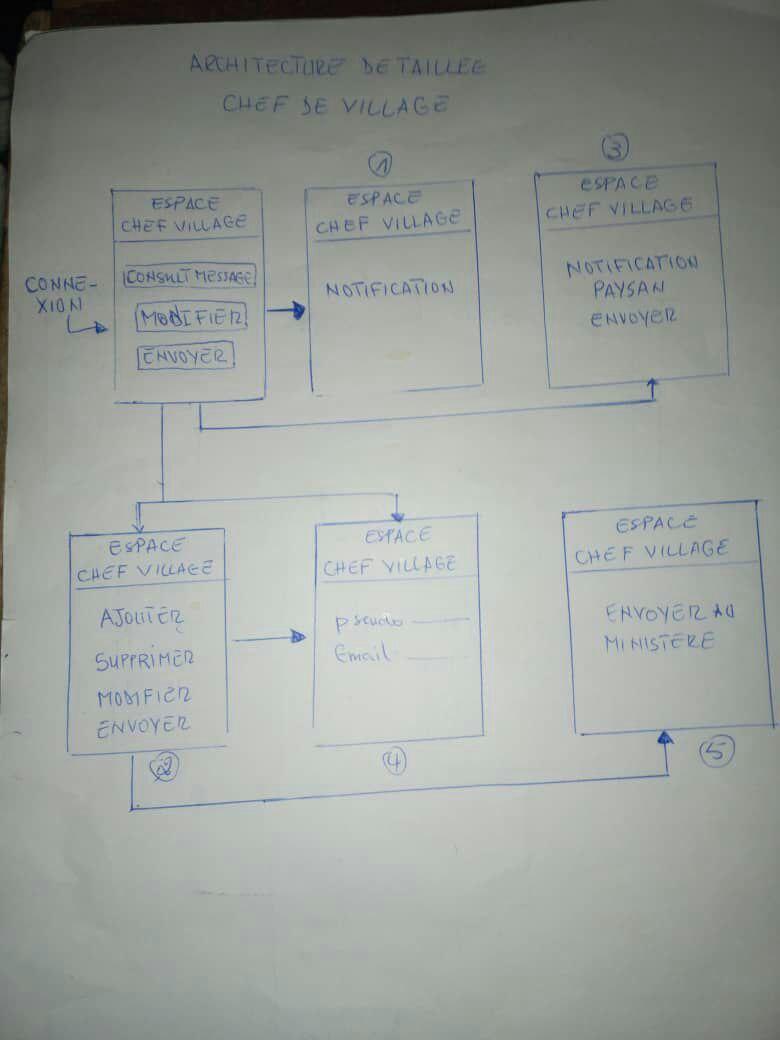 ARCHITECTURE DETAILLEE
CHEF DE VILLAGE
CONNE-
XION
ESPACE
CHEF VILLAGE
CONSULT MESSAGE
MODIFIER
ENVOYER
1
ESPACE
CHEF VILLAGE
NOTIFICATION
3
ESPACE
CHEF VILLAGE
NOTIFICATION
PAYSAN
ENVOYER
ESPACE
CHEF VILLAGE
AJOUTER
SUPPRIMER
MODIFIER
ENVOYER
2
ESPACE
CHEF VILLAGE
pseudo
Email
4
ESPACE
CHEF VILLAGE
ENVOYER AU
MINISTERE
5